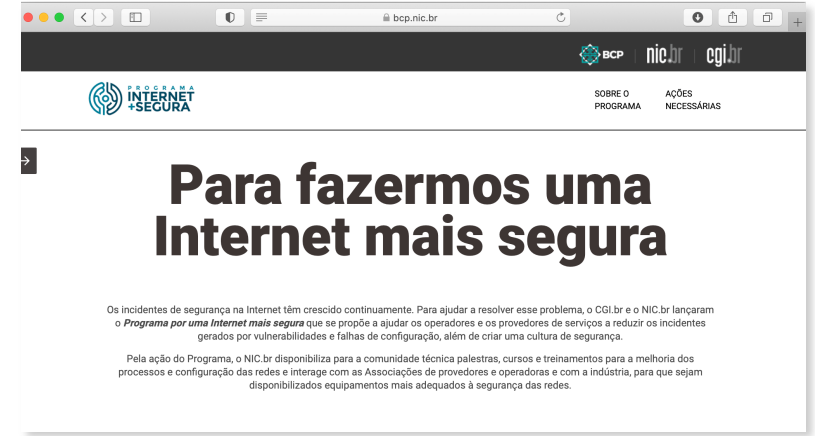 bcp.nic.br
BCP nic.br cgi.br
PROGRAMA
INTERNET
+SEGURA
SOBRE O
PROGRAMA
AÇÕES
NECESSÁRIAS
Para fazermos uma
Internet mais segura
Os incidentes de segurança na Internet têm crescido continuamente. Para ajudar a resolver esse problema, o CGI.br e o NIC.br lançaram
o Programa por uma Internet mais segura que se propõe a ajudar os operadores e os provedores de serviços a reduzir os incidentes
gerados por vulnerabilidades e falhas de configuração, além de criar uma cultura de segurança.
Pela ação do Programa, o NIC.br disponibiliza para a comunidade técnica palestras, cursos e treinamentos para a melhoria dos
processos e configuração das redes e interage com as Associações de provedores e operadoras e com a indústria, para que sejam
disponibilizados equipamentos mais adequados à segurança das redes.